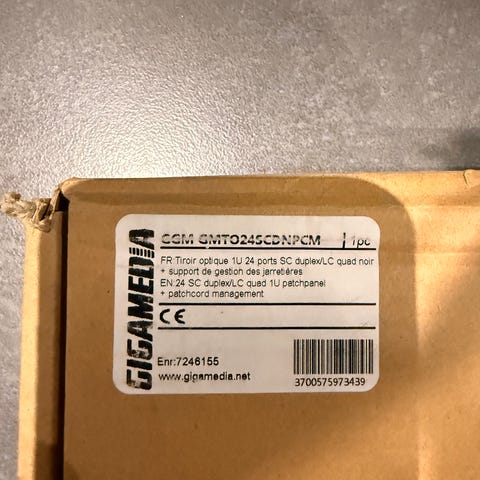 GIGAMEDIA
GGM GMTO24SCDNPCM 1pc
FR:Tiroir optique 1U 24 ports SC duplex/LC quad noir
+ support de gestion des jarretières
EN:24 SC duplex/LC quad 1U patchpanel
+ patchcord management
CE
Enr:7246155
www.gigamedia.net
3700575973439